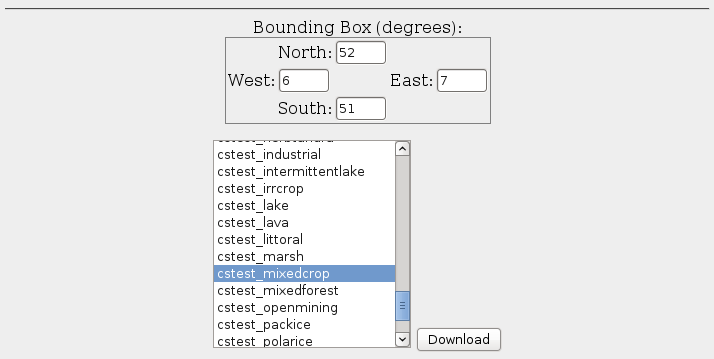 Bounding Box (degrees):
North: 52
West: 6 East: 7
South: 51
cstest_industrial
cstest_intermittentlake
cstest_irrcrop
cstest_lake
cstest_lava
cstest_littoral
cstest_marsh
cstest_mixedcrop
cstest_mixedforest
cstest_openmining
cstest_packice
cstest_polarice
Download